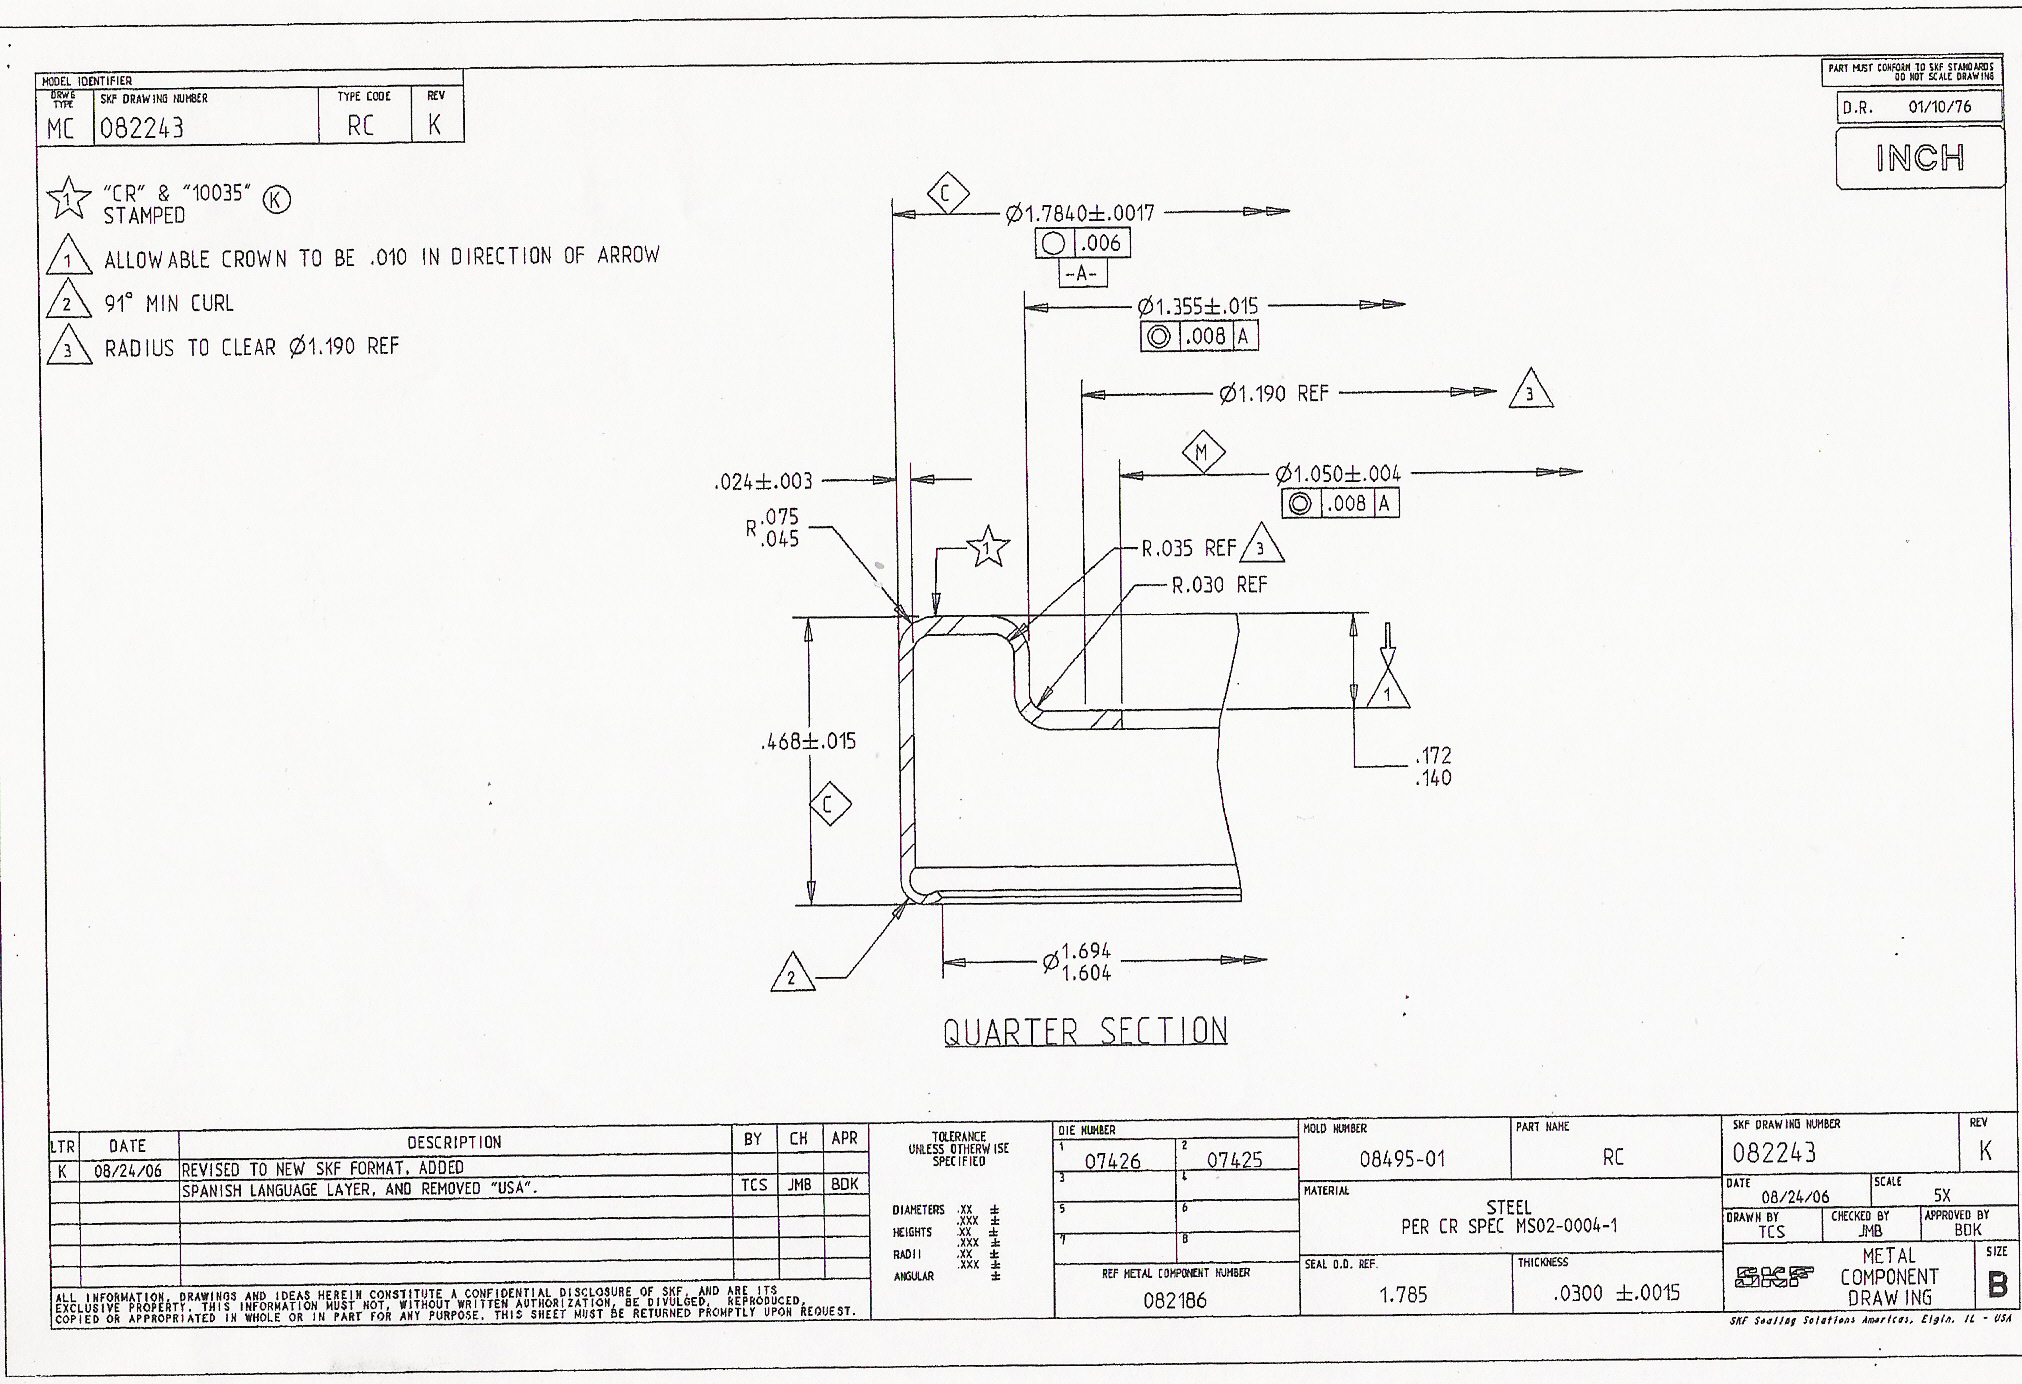 MODEL IDENTIFIER
DRWG TYPE
SKF DRAWING NUMBER
TYPE CODE
REV
MC
082243
RC
K
PART MUST CONFORM TO SKF STANDARDS
DO NOT SCALE DRAWING
D.R. 01/10/76
INCH
1 "CR" & "10035" K
STAMPED
1 ALLOWABLE CROWN TO BE .010 IN DIRECTION OF ARROW
2 91° MIN CURL
3 RADIUS TO CLEAR Ø1.190 REF
C
Ø1.7840±.0017
.006
-A-
Ø1.355±.015
.008 A
Ø1.190 REF
3
M
Ø1.050±.004
.008 A
.024±.003
R.075
.045
1
R.035 REF
3
R.030 REF
1
.468±.015
C
.172
.140
2
Ø1.694
1.604
QUARTER SECTION
LTR DATE DESCRIPTION BY CH APR
K 08/24/06 REVISED TO NEW SKF FORMAT, ADDED
SPANISH LANGUAGE LAYER, AND REMOVED "USA". TCS JMB BDK
ALL INFORMATION, DRAWINGS AND IDEAS HEREIN CONSTITUTE A CONFIDENTIAL DISCLOSURE OF SKF, AND ARE ITS
EXCLUSIVE PROPERTY. THIS INFORMATION MUST NOT, WITHOUT WRITTEN AUTHORIZATION, BE DIVULGED, REPRODUCED,
COPIED OR APPROPRIATED IN WHOLE OR IN PART FOR ANY PURPOSE. THIS SHEET MUST BE RETURNED PROMPTLY UPON REQUEST.
TOLERANCE
UNLESS OTHERWISE
SPECIFIED
DIAMETERS .XX ±
.XXX ±
HEIGHTS .XX ±
.XXX ±
RADII .XX ±
.XXX ±
ANGULAR ±
DIE NUMBER
1 07426
2 07425
3
4
5
6
7
8
REF METAL COMPONENT NUMBER
082186
MOLD NUMBER
08495-01
PART NAME
RC
MATERIAL
STEEL
PER CR SPEC MS02-0004-1
SEAL O.D. REF.
1.785
THICKNESS
.0300 ±.0015
SKF DRAWING NUMBER
082243
REV
K
DATE
08/24/06
SCALE
5X
DRAWN BY
TCS
CHECKED BY
JMB
APPROVED BY
BDK
SKF
METAL
COMPONENT
DRAWING
SIZE
B
SKF Sealing Solutions Americas, Elgin, IL - USA